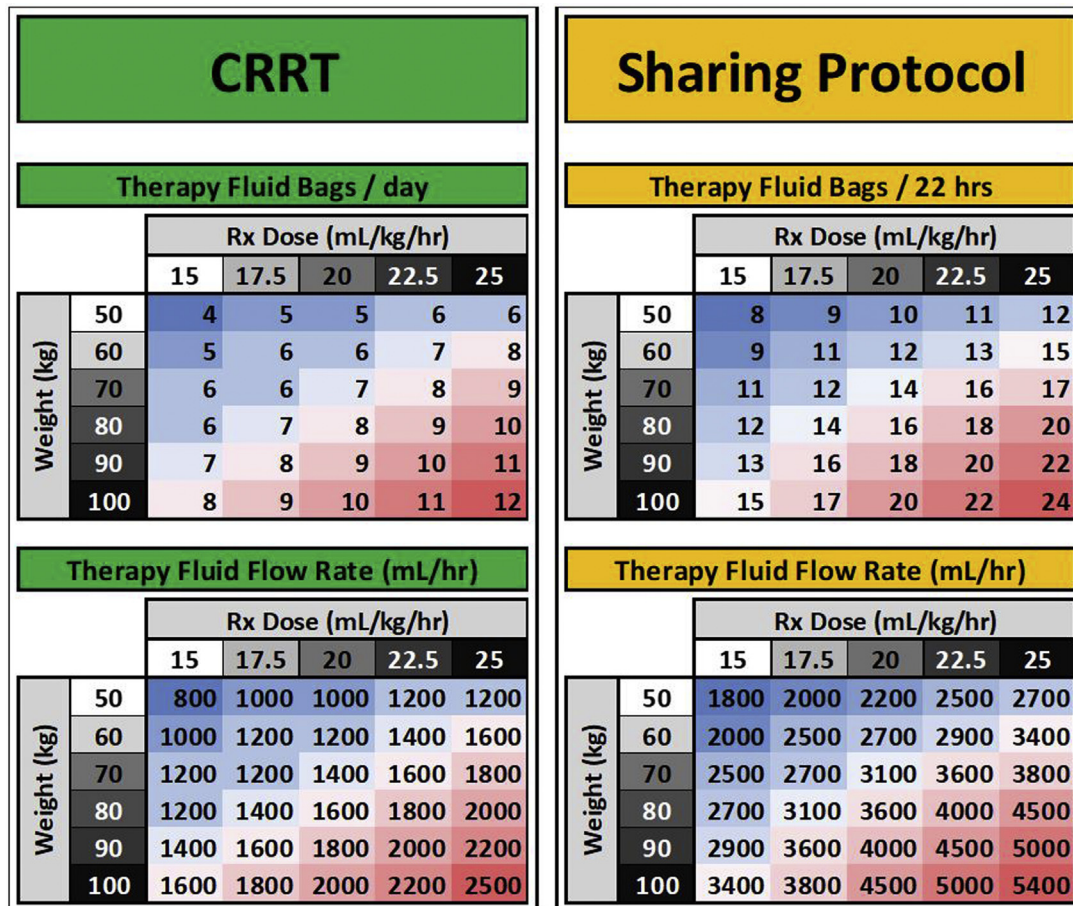 CRRT
Therapy Fluid Bags / day
Rx Dose (mL/kg/hr)
15 17.5 20 22.5 25
Weight (kg)
50 4 5 5 6 6
60 5 6 6 7 8
70 6 6 7 8 9
80 6 7 8 9 10
90 7 8 9 10 11
100 8 9 10 11 12
Therapy Fluid Flow Rate (mL/hr)
Rx Dose (mL/kg/hr)
15 17.5 20 22.5 25
Weight (kg)
50 800 1000 1000 1200 1200
60 1000 1200 1200 1400 1600
70 1200 1200 1400 1600 1800
80 1200 1400 1600 1800 2000
90 1400 1600 1800 2000 2200
100 1600 1800 2000 2200 2500
Sharing Protocol
Therapy Fluid Bags / 22 hrs
Rx Dose (mL/kg/hr)
15 17.5 20 22.5 25
Weight (kg)
50 8 9 10 11 12
60 9 11 12 13 15
70 11 12 14 16 17
80 12 14 16 18 20
90 13 16 18 20 22
100 15 17 20 22 24
Therapy Fluid Flow Rate (mL/hr)
Rx Dose (mL/kg/hr)
15 17.5 20 22.5 25
Weight (kg)
50 1800 2000 2200 2500 2700
60 2000 2500 2700 2900 3400
70 2500 2700 3100 3600 3800
80 2700 3100 3600 4000 4500
90 2900 3600 4000 4500 5000
100 3400 3800 4500 5000 5400